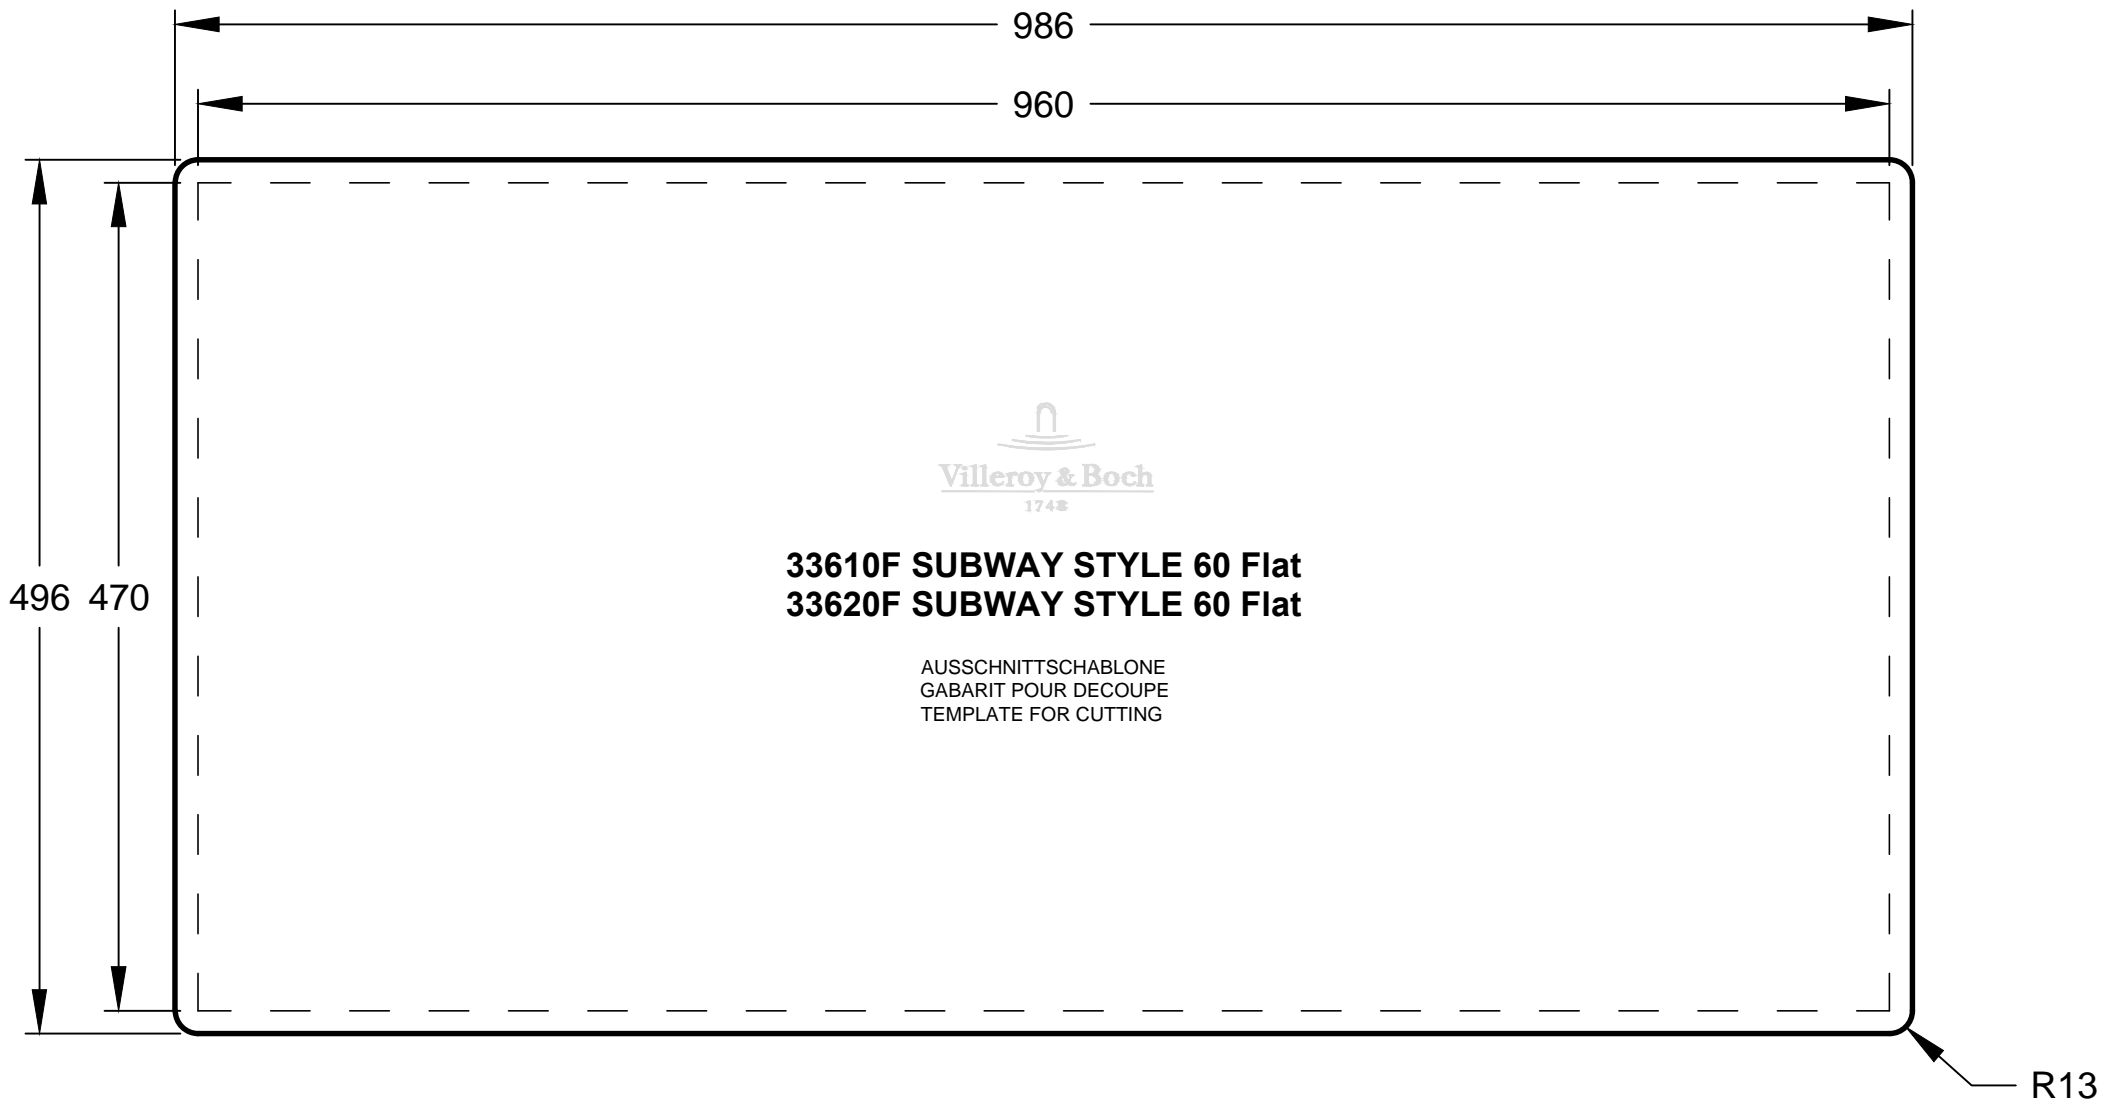 986
960
496 470
Villeroy & Boch
1748
33610F SUBWAY STYLE 60 Flat
33620F SUBWAY STYLE 60 Flat
AUSSCHNITTSCHABLONE
GABARIT POUR DECOUPE
TEMPLATE FOR CUTTING
R13